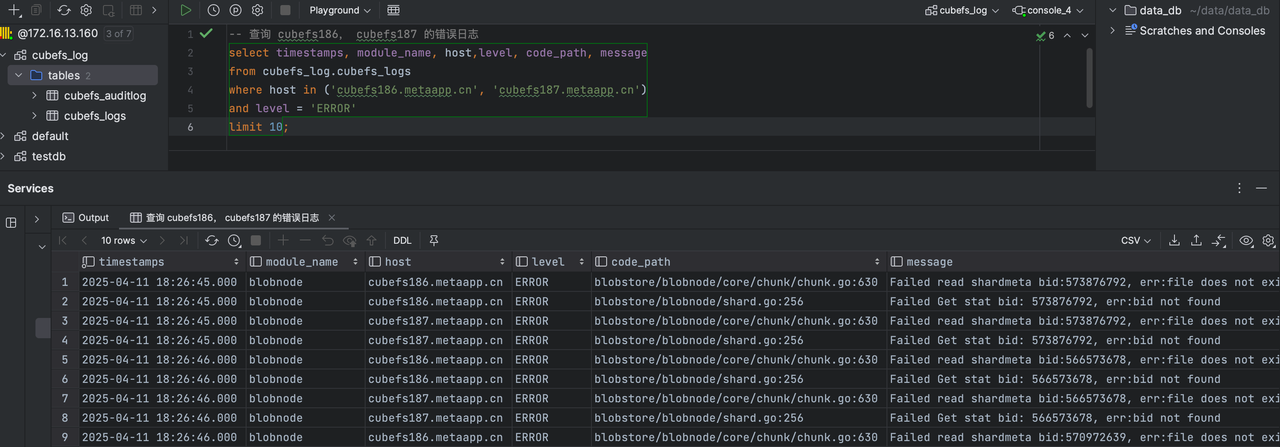 Playground
cubefs_log
console_4
data_db ~/data/data_db
Scratches and Consoles
@172.16.13.160 3 of 7
cubefs_log
tables 2
cubefs_auditlog
cubefs_logs
default
testdb
1 -- 查询 cubefs186， cubefs187 的错误日志
2 select timestamps, module_name, host,level, code_path, message
3 from cubefs_log.cubefs_logs
4 where host in ('cubefs186.metaapp.cn', 'cubefs187.metaapp.cn')
5 and level = 'ERROR'
6 limit 10;
6
Services
Output
查询 cubefs186， cubefs187 的错误日志
10 rows
DDL
CSV
timestamps module_name host level code_path message
1 2025-04-11 18:26:45.000 blobnode cubefs186.metaapp.cn ERROR blobstore/blobnode/core/chunk/chunk.go:630 Failed read shardmeta bid:573876792, err:file does not exi
2 2025-04-11 18:26:45.000 blobnode cubefs186.metaapp.cn ERROR blobstore/blobnode/shard.go:256 Failed Get stat bid: 573876792, err:bid not found
3 2025-04-11 18:26:45.000 blobnode cubefs187.metaapp.cn ERROR blobstore/blobnode/core/chunk/chunk.go:630 Failed read shardmeta bid:573876792, err:file does not exi
4 2025-04-11 18:26:45.000 blobnode cubefs187.metaapp.cn ERROR blobstore/blobnode/shard.go:256 Failed Get stat bid: 573876792, err:bid not found
5 2025-04-11 18:26:46.000 blobnode cubefs186.metaapp.cn ERROR blobstore/blobnode/core/chunk/chunk.go:630 Failed read shardmeta bid:566573678, err:file does not exi
6 2025-04-11 18:26:46.000 blobnode cubefs186.metaapp.cn ERROR blobstore/blobnode/shard.go:256 Failed Get stat bid: 566573678, err:bid not found
7 2025-04-11 18:26:46.000 blobnode cubefs187.metaapp.cn ERROR blobstore/blobnode/core/chunk/chunk.go:630 Failed read shardmeta bid:566573678, err:file does not exi
8 2025-04-11 18:26:46.000 blobnode cubefs187.metaapp.cn ERROR blobstore/blobnode/shard.go:256 Failed Get stat bid: 566573678, err:bid not found
9 2025-04-11 18:26:46.000 blobnode cubefs187.metaapp.cn ERROR blobstore/blobnode/core/chunk/chunk.go:630 Failed read shardmeta bid:570972639, err:file does not exi